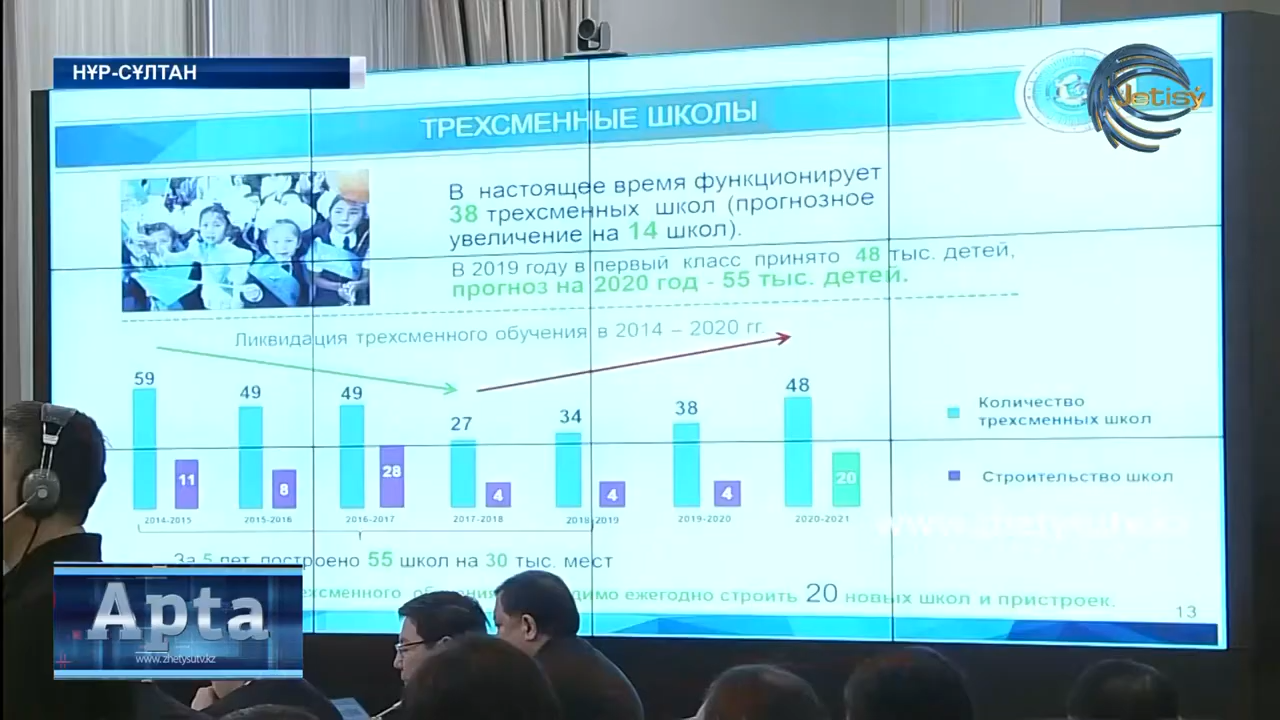 НҰР-СҰЛТАН
Jetisý
ТРЕХСМЕННЫЕ ШКОЛЫ
В настоящее время функционирует
38 трехсменных школ (прогнозное
увеличение на 14 школ).
В 2019 году в первый класс принято 48 тыс. детей,
прогноз на 2020 год - 55 тыс. детей.
Ликвидация трехсменного обучения в 2014 – 2020 гг.
59 49 49 27 34 38 48
11 8 28 4 4 4 20
2014-2015 2015-2016 2016-2017 2017-2018 2018-2019 2019-2020 2020-2021
Количество
трехсменных школ
Строительство школ
www.zhetysutv.kz
За 5 лет построено 55 школ на 30 тыс. мест
ежегодно строить 20 новых школ и пристроек.
13
Apta
www.zhetysutv.kz